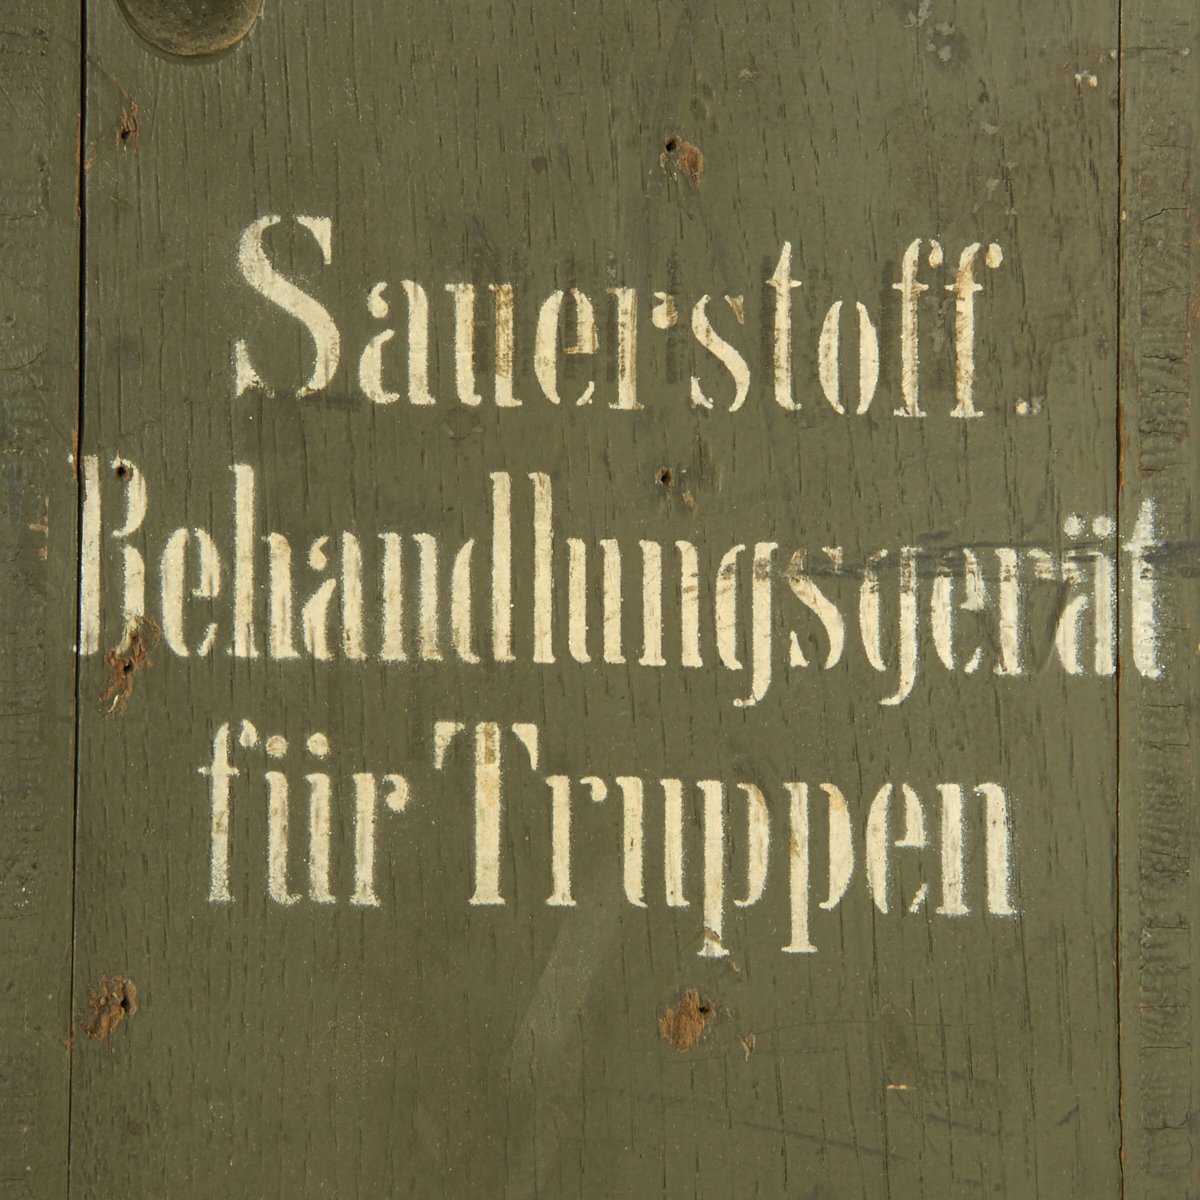 Sauerstoff.
Behandlungsgerät
für Truppen